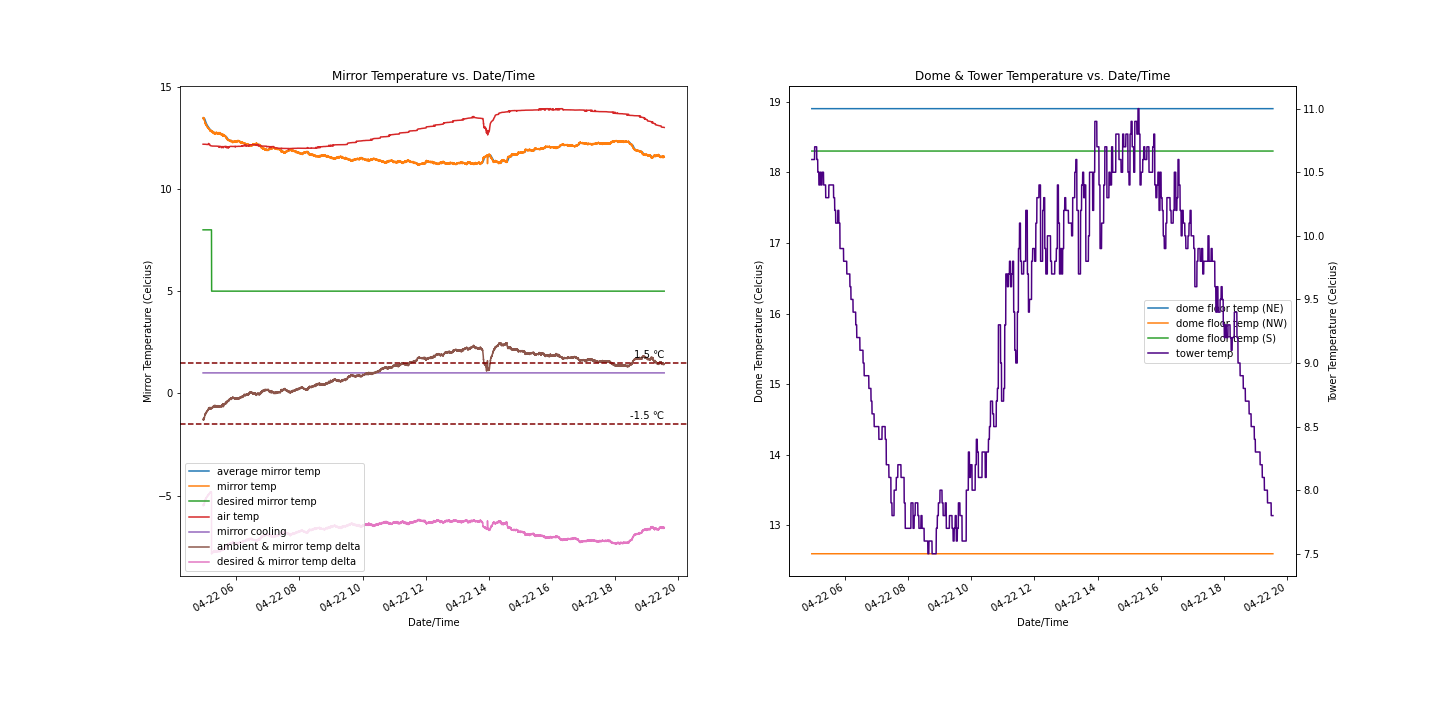 Mirror Temperature vs. Date/Time
Mirror Temperature (Celcius)
15
10
5
0
−5
1.5 °C
-1.5 °C
average mirror temp
mirror temp
desired mirror temp
air temp
mirror cooling
ambient & mirror temp delta
desired & mirror temp delta
04-22 06
04-22 08
04-22 10
04-22 12
04-22 14
04-22 16
04-22 18
04-22 20
Date/Time
Dome & Tower Temperature vs. Date/Time
Dome Temperature (Celcius)
19
18
17
16
15
14
13
dome floor temp (NE)
dome floor temp (NW)
dome floor temp (S)
tower temp
11.0
10.5
10.0
9.5
9.0
8.5
8.0
7.5
Tower Temperature (Celcius)
04-22 06
04-22 08
04-22 10
04-22 12
04-22 14
04-22 16
04-22 18
04-22 20
Date/Time